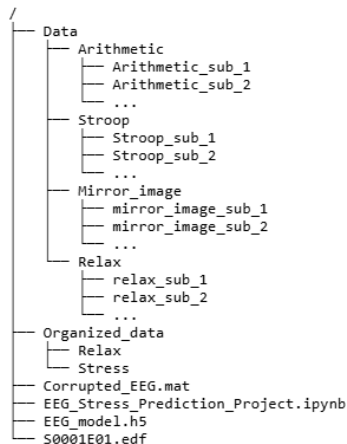 /
├── Data
│   ├── Arithmetic
│   │   ├── Arithmetic_sub_1
│   │   ├── Arithmetic_sub_2
│   │   └── ...
│   ├── Stroop
│   │   ├── Stroop_sub_1
│   │   ├── Stroop_sub_2
│   │   └── ...
│   ├── Mirror_image
│   │   ├── mirror_image_sub_1
│   │   ├── mirror_image_sub_2
│   │   └── ...
│   └── Relax
│       ├── relax_sub_1
│       ├── relax_sub_2
│       └── ...
├── Organized_data
│   ├── Relax
│   └── Stress
├── Corrupted_EEG.mat
├── EEG_Stress_Prediction_Project.ipynb
├── EEG_model.h5
└── S0001E01.edf